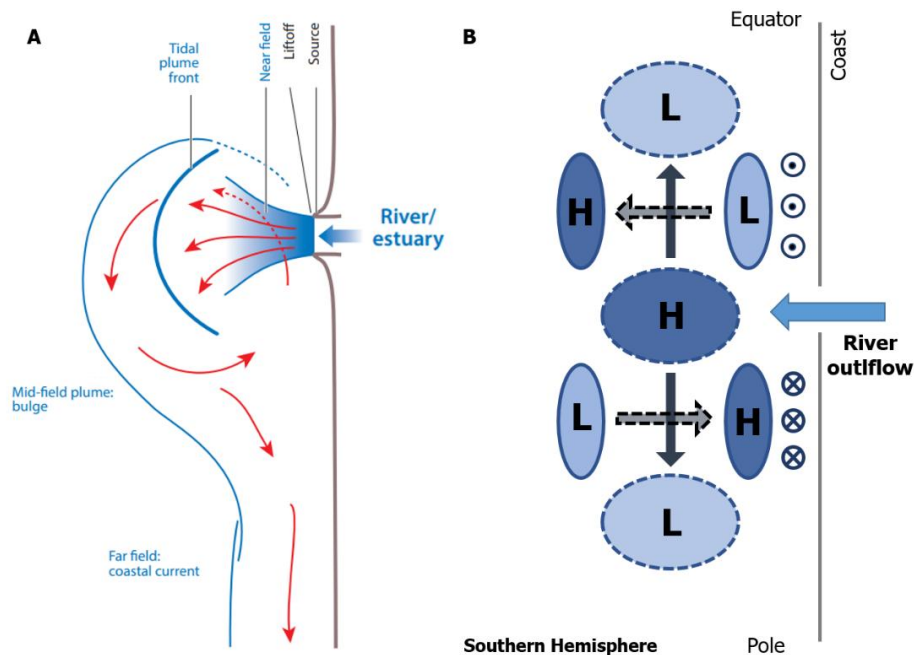 A
Tidal
plume
front
Near field
Liftoff
Source
River/
estuary
Mid-field plume:
bulge
Far field:
coastal current
B
Equator
Coast
L
H
L
H
River
outlflow
L
H
L
Southern Hemisphere
Pole